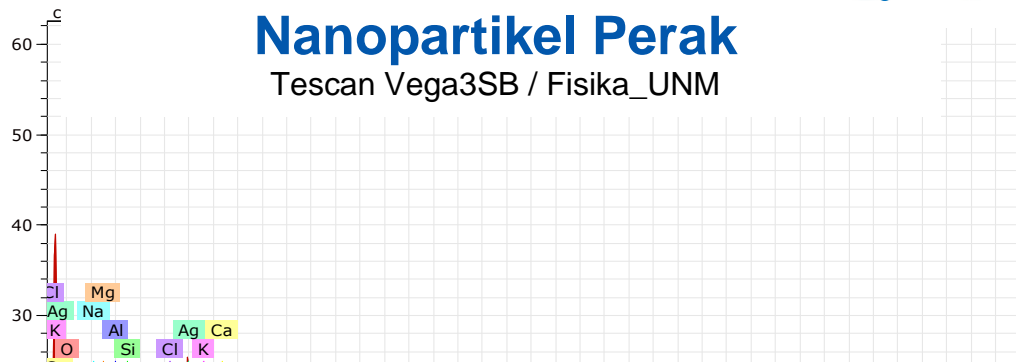 c
Nanopartikel Perak
60
Tescan Vega3SB / Fisika_UNM
50
40
Cl Mg
30
Ag Na
K Al Ag Ca
O Si Cl K